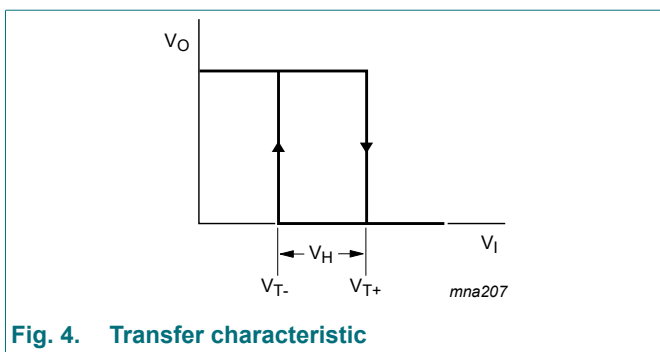 VO
VH
VI
VT- VT+
mna207
Fig. 4. Transfer characteristic